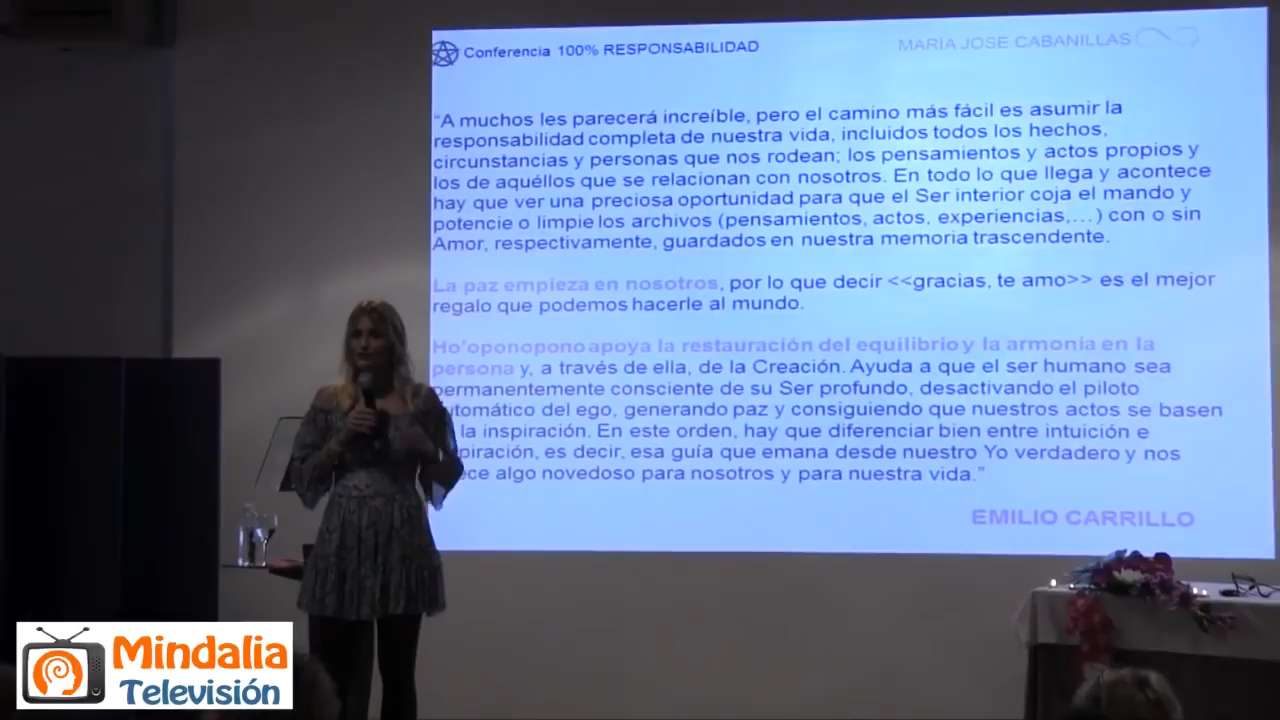 Conferencia 100% RESPONSABILIDAD
MARIA JOSE CABANILLAS
“A muchos les parecerá increíble, pero el camino más fácil es asumir la
responsabilidad completa de nuestra vida, incluidos todos los hechos,
circunstancias y personas que nos rodean; los pensamientos y actos propios y
los de aquéllos que se relacionan con nosotros. En todo lo que llega y acontece
hay que ver una preciosa oportunidad para que el Ser interior coja el mando y
potencie o limpie los archivos (pensamientos, actos, experiencias,…) con o sin
Amor, respectivamente, guardados en nuestra memoria trascendente.
La paz empieza en nosotros, por lo que decir <<gracias, te amo>> es el mejor
regalo que podemos hacerle al mundo.
Ho'oponopono apoya la restauración del equilibrio y la armonía en la
persona y, a través de ella, de la Creación. Ayuda a que el ser humano sea
permanentemente consciente de su Ser profundo, desactivando el piloto
utomático del ego, generando paz y consiguiendo que nuestros actos se basen
la inspiración. En este orden, hay que diferenciar bien entre intuición e
piración, es decir, esa guía que emana desde nuestro Yo verdadero y nos
ece algo novedoso para nosotros y para nuestra vida.”
EMILIO CARRILLO
Mindalia
Televisión